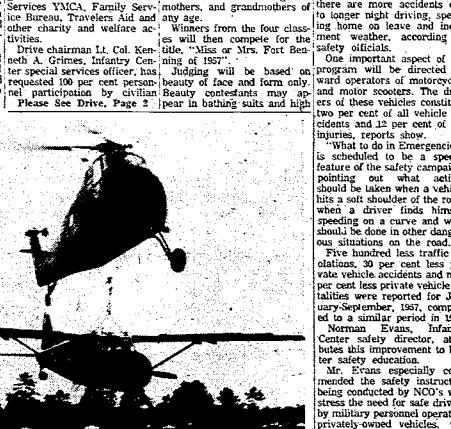 Services YMCA, Family Serv-
ice Bureau, Travelers Aid and
other charity and welfare ac-
tivities.
Drive chairman Lt. Col. Ken-
neth A. Grimes, Infantry Cen-
ter special services officer, has
requested 100 per cent person-
nel participation by civilian
Please See Drive, Page 2
mothers, and grandmothers of
any age.
Winners from the four class-
es will then compete for the
title, "Miss or Mrs. Fort Ben-
ning of 1957".
Judging will be based on
beauty of face and form only.
Beauty contestants may ap-
pear in bathing suits and high
there are more accidents
to longer night driving, spe
ing home on leave and inc
ment weather, according
safety officials.
One important aspect of
program will be directed
ward operators of motorcyc
and motor scooters. The dr
ers of these vehicles constit
two per cent of all vehicle
cidents and 12 per cent of
injuries, reports show.
"What to do in Emergencie
is scheduled to be a spec
feature of the safety campai
pointing out what acti
should be taken when a vehi
hits a soft shoulder of the ro
when a driver finds hims
speeding on a curve and w
should be done in other dang
ous situations on the road.
Five hundred less traffic
olations, 30 per cent less
vate vehicle accidents and n
per cent less private vehicle
talities were reported for J
uary-September, 1957, comp
ed to a similar period in 19
Norman Evans, Infan
Center safety director, at
butes this improvement to b
ter safety education.
Mr. Evans especially co
mended the safety instruct
being conducted by NCO's w
stress the need for safe driv
by military personnel operat
privately-owned vehicles.